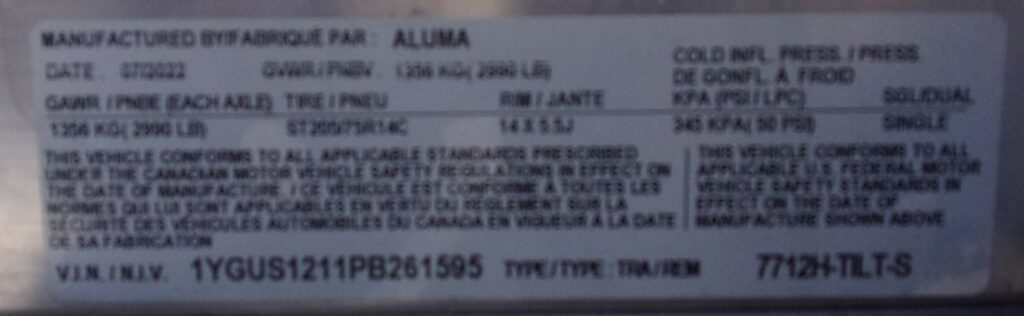 MANUFACTURED BY/FABRIQUE PAR : ALUMA
DATE : 07/2022 GVWR / PNBV : 1356 KG( 2990 LB) COLD INFL. PRESS. / PRESS.
DE GONFL. À FROID
GAWR / PNBE (EACH AXLE) TIRE / PNEU RIM / JANTE KPA (PSI / LPC) SGL/DUAL
1356 KG( 2990 LB) ST205/75R14C 14 X 5.5J 345 KPA( 50 PSI) SINGLE
THIS VEHICLE CONFORMS TO ALL APPLICABLE STANDARDS PRESCRIBED
UNDER THE CANADIAN MOTOR VEHICLE SAFETY REGULATIONS IN EFFECT ON
THE DATE OF MANUFACTURE. / CE VÉHICULE EST CONFORME À TOUTES LES
NORMES QUI LUI SONT APPLICABLES EN VERTU DU RÈGLEMENT SUR LA
SÉCURITÉ DES VÉHICULES AUTOMOBILES DU CANADA EN VIGUEUR À LA DATE
DE SA FABRICATION
THIS VEHICLE CONFORMS TO ALL
APPLICABLE U.S. FEDERAL MOTOR
VEHICLE SAFETY STANDARDS IN
EFFECT ON THE DATE OF
MANUFACTURE SHOWN ABOVE
V.I.N. / N.I.V. 1YGUS1211PB261595 TYPE/TYPE : TRA/REM 7712H-TILT-S